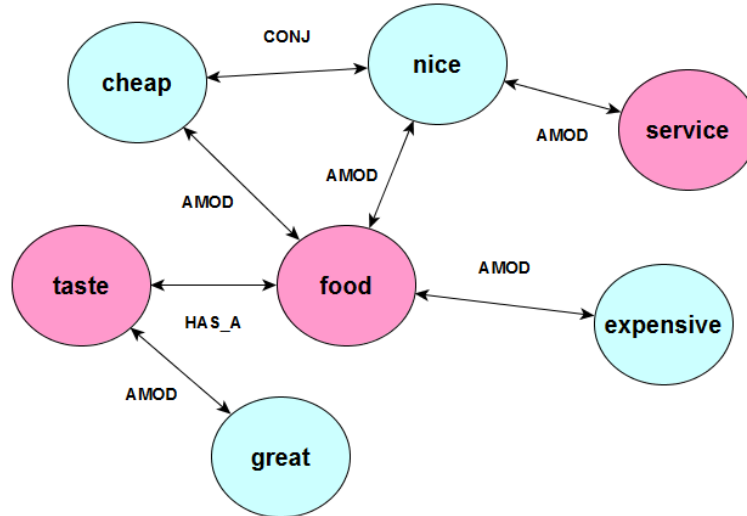 CONJ
nice
cheap
service
AMOD
AMOD
AMOD
AMOD
taste
food
HAS_A
expensive
AMOD
great